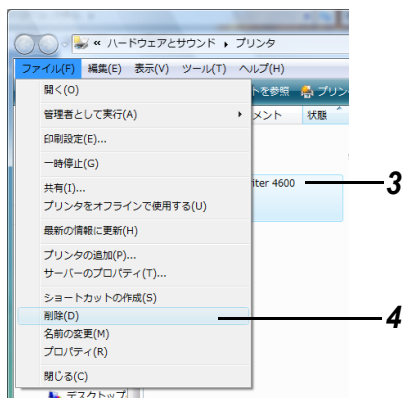 « ハードウェアとサウンド ▸ プリンタ
ファイル(F) 編集(E) 表示(V) ツール(T) ヘルプ(H)
開く(O)
を参照 プリン
管理者として実行(A)
メント 状態
印刷設定(E)...
一時停止(G)
共有(I)...
iter 4600
3
プリンタをオフラインで使用する(U)
最新の情報に更新(H)
プリンタの追加(P)...
サーバーのプロパティ(T)...
ショートカットの作成(S)
削除(D)
4
名前の変更(M)
プロパティ(R)
閉じる(C)
デスクトップ